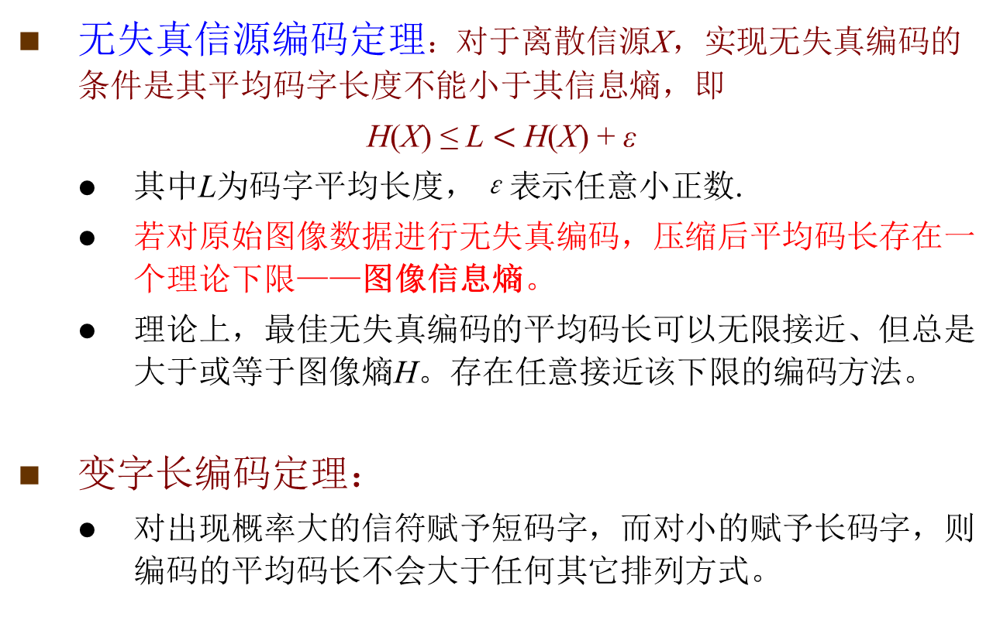 无失真信源编码定理：对于离散信源X，实现无失真编码的
条件是其平均码字长度不能小于其信息熵，即
H(X) ≤ L < H(X) + ε
其中L为码字平均长度， ε表示任意小正数.
若对原始图像数据进行无失真编码，压缩后平均码长存在一
个理论下限——图像信息熵。
理论上，最佳无失真编码的平均码长可以无限接近、但总是
大于或等于图像熵H。存在任意接近该下限的编码方法。
变字长编码定理：
对出现概率大的信符赋予短码字，而对小的赋予长码字，则
编码的平均码长不会大于任何其它排列方式。